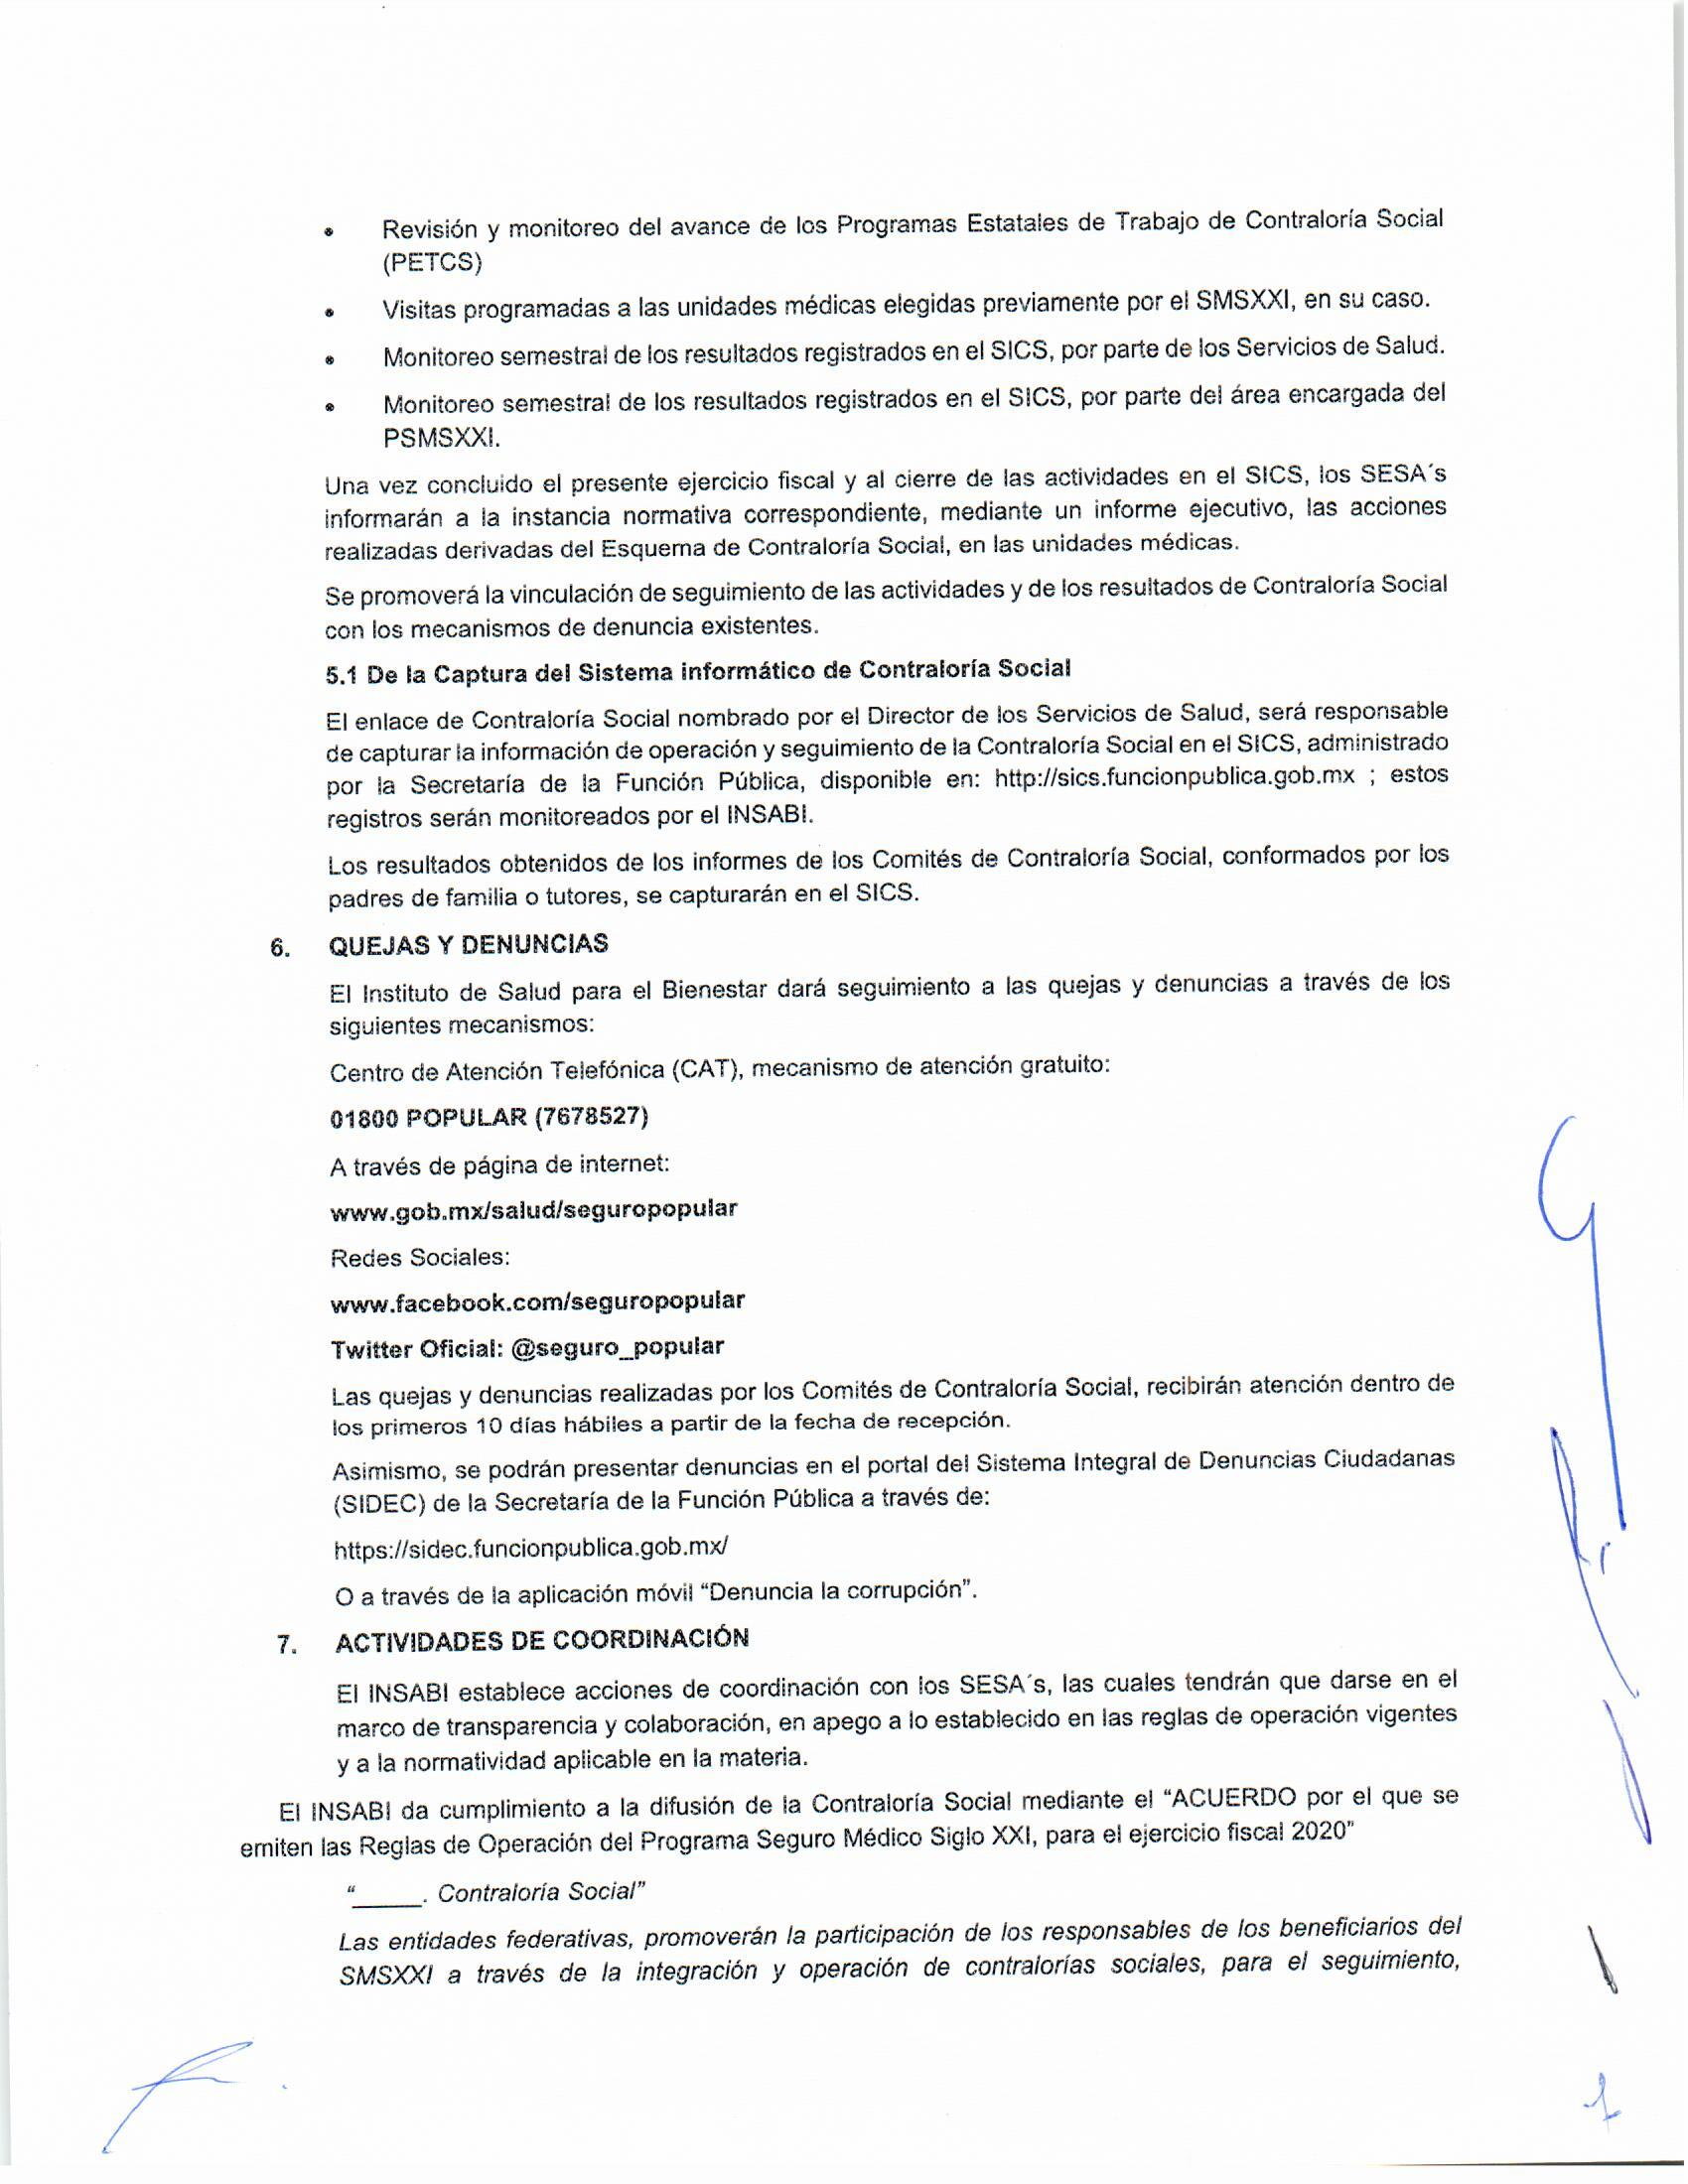 • Revisión y monitoreo del avance de los Programas Estatales de Trabajo de Contraloría Social
(PETCS)
• Visitas programadas a las unidades médicas elegidas previamente por el SMSXXI, en su caso.
• Monitoreo semestral de los resultados registrados en el SICS, por parte de los Servicios de Salud.
• Monitoreo semestral de los resultados registrados en el SICS, por parte del área encargada del
PSMSXXI.
Una vez concluido el presente ejercicio fiscal y al cierre de las actividades en el SICS, los SESA´s
informarán a la instancia normativa correspondiente, mediante un informe ejecutivo, las acciones
realizadas derivadas del Esquema de Contraloría Social, en las unidades médicas.
Se promoverá la vinculación de seguimiento de las actividades y de los resultados de Contraloría Social
con los mecanismos de denuncia existentes.
5.1 De la Captura del Sistema informático de Contraloría Social
El enlace de Contraloría Social nombrado por el Director de los Servicios de Salud, será responsable
de capturar la información de operación y seguimiento de la Contraloría Social en el SICS, administrado
por la Secretaría de la Función Pública, disponible en: http://sics.funcionpublica.gob.mx ; estos
registros serán monitoreados por el INSABI.
Los resultados obtenidos de los informes de los Comités de Contraloría Social, conformados por los
padres de familia o tutores, se capturarán en el SICS.
6. QUEJAS Y DENUNCIAS
El Instituto de Salud para el Bienestar dará seguimiento a las quejas y denuncias a través de los
siguientes mecanismos:
Centro de Atención Telefónica (CAT), mecanismo de atención gratuito:
01800 POPULAR (7678527)
A través de página de internet:
www.gob.mx/salud/seguropopular
Redes Sociales:
www.facebook.com/seguropopular
Twitter Oficial: @seguro_popular
Las quejas y denuncias realizadas por los Comités de Contraloría Social, recibirán atención dentro de
los primeros 10 días hábiles a partir de la fecha de recepción.
Asimismo, se podrán presentar denuncias en el portal del Sistema Integral de Denuncias Ciudadanas
(SIDEC) de la Secretaría de la Función Pública a través de:
https://sidec.funcionpublica.gob.mx/
O a través de la aplicación móvil “Denuncia la corrupción”.
7. ACTIVIDADES DE COORDINACIÓN
El INSABI establece acciones de coordinación con los SESA´s, las cuales tendrán que darse en el
marco de transparencia y colaboración, en apego a lo establecido en las reglas de operación vigentes
y a la normatividad aplicable en la materia.
El INSABI da cumplimiento a la difusión de la Contraloría Social mediante el “ACUERDO por el que se
emiten las Reglas de Operación del Programa Seguro Médico Siglo XXI, para el ejercicio fiscal 2020”
“_____. Contraloría Social”
Las entidades federativas, promoverán la participación de los responsables de los beneficiarios del
SMSXXI a través de la integración y operación de contralorías sociales, para el seguimiento,